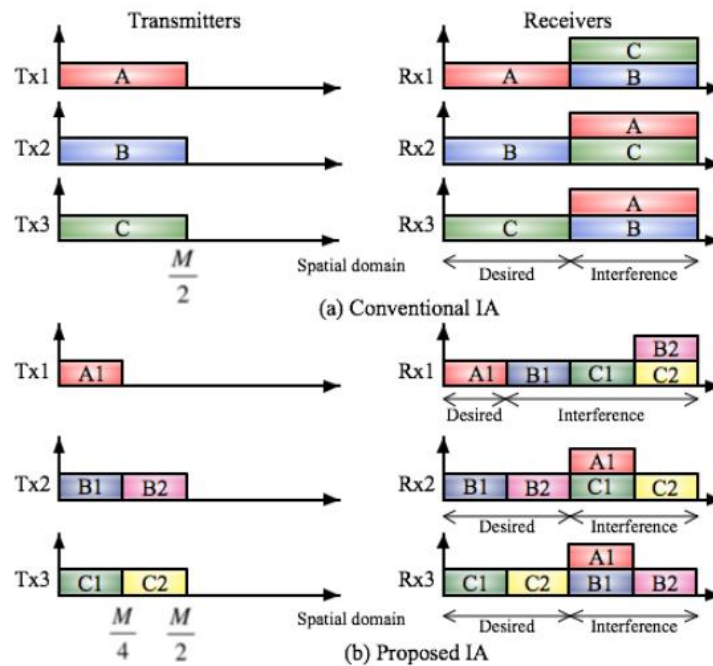 Transmitters Receivers
C
Tx1 A Rx1 A B
A
Tx2 B Rx2 B C
A
Tx3 C Rx3 C B
M/2 Spatial domain Desired Interference
(a) Conventional IA
B2
Tx1 A1 Rx1 A1 B1 C1 C2
Desired Interference
A1
Tx2 B1 B2 Rx2 B1 B2 C1 C2
Desired Interference
A1
Tx3 C1 C2 Rx3 C1 C2 B1 B2
M/4 M/2 Spatial domain Desired Interference
(b) Proposed IA